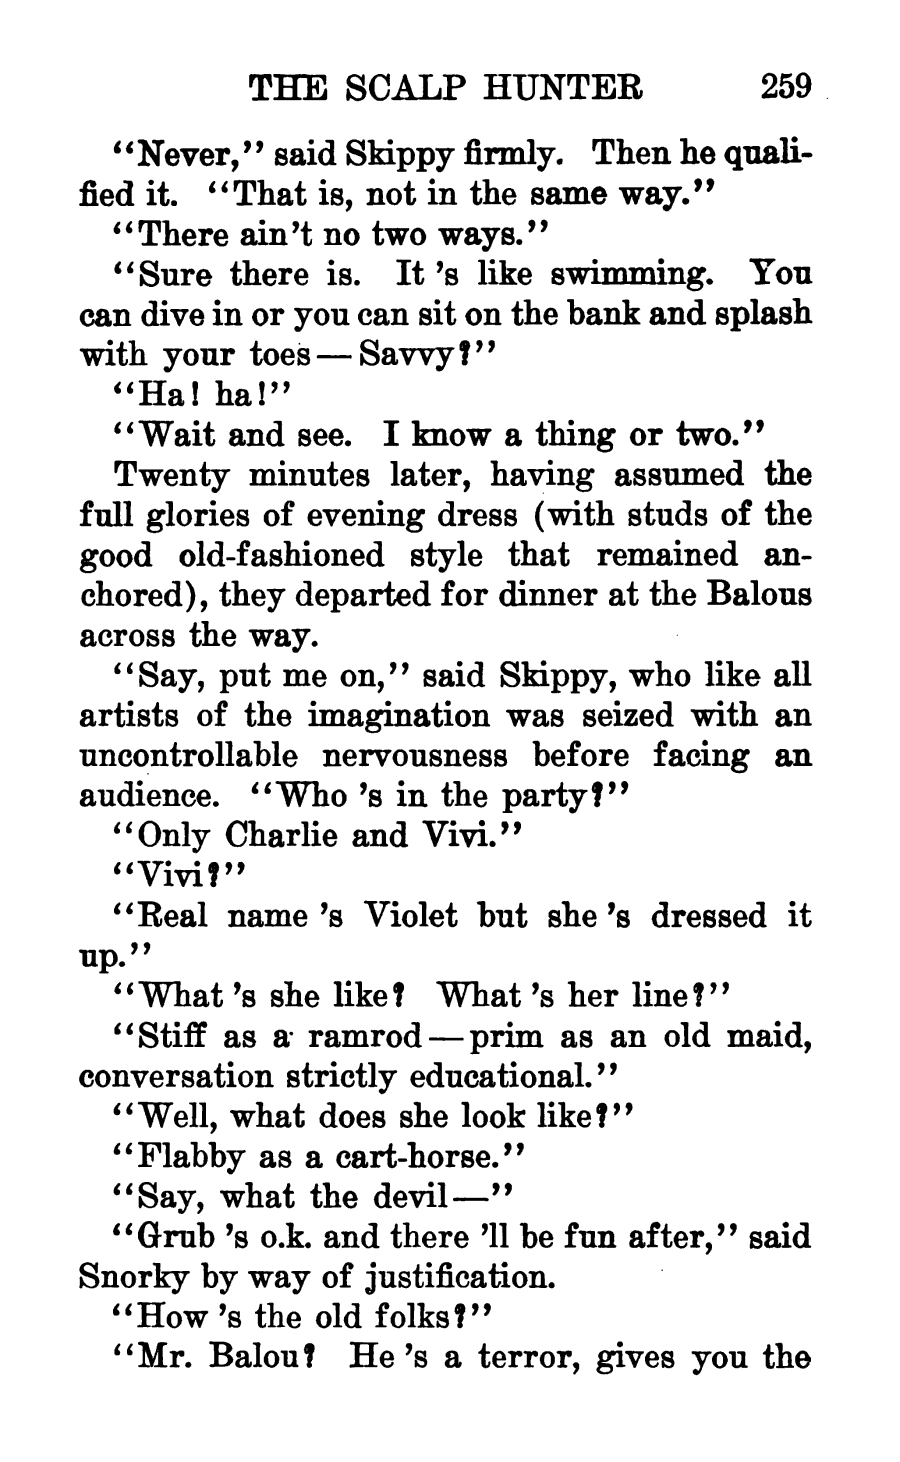 THE SCALP HUNTER 259
“Never,” said Skippy firmly. Then he quali-
fied it. “That is, not in the same way.”
“There ain’t no two ways.”
“Sure there is. It ’s like swimming. You
can dive in or you can sit on the bank and splash
with your toes — Savvy?”
“Ha! ha!”
“Wait and see. I know a thing or two.”
Twenty minutes later, having assumed the
full glories of evening dress (with studs of the
good old-fashioned style that remained an-
chored), they departed for dinner at the Balous
across the way.
“Say, put me on,” said Skippy, who like all
artists of the imagination was seized with an
uncontrollable nervousness before facing an
audience. “Who ’s in the party?”
“Only Charlie and Vivi.”
“Vivi?”
“Real name ’s Violet but she ’s dressed it
up.”
“What ’s she like? What ’s her line?”
“Stiff as a ramrod — prim as an old maid,
conversation strictly educational.”
“Well, what does she look like?”
“Flabby as a cart-horse.”
“Say, what the devil—”
“Grub ’s o.k. and there ’ll be fun after,” said
Snorky by way of justification.
“How ’s the old folks?”
“Mr. Balou? He ’s a terror, gives you the